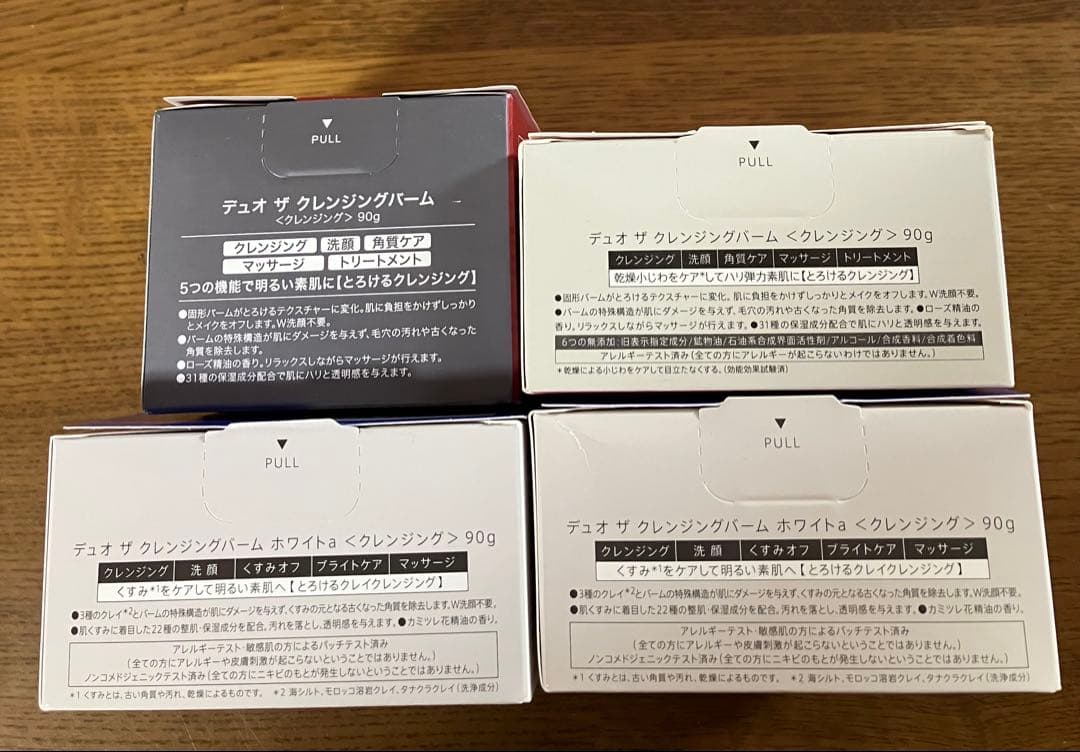 ▼
PULL
デュオ ザ クレンジングバーム
＜クレンジング＞ 90g
クレンジング 洗顔 角質ケア
マッサージ トリートメント
5つの機能で明るい素肌に【とろけるクレンジング】
●固形バームがとろけるテクスチャーに変化。肌に負担をかけずしっかり
とメイクをオフします。W洗顔不要。
●バームの特殊構造が肌にダメージを与えず、毛穴の汚れや古くなった
角質を除去します。
●ローズ精油の香り。リラックスしながらマッサージが行えます。
●31種の保湿成分配合で肌にハリと透明感を与えます。
▼
PULL
デュオ ザ クレンジングバーム ＜クレンジング＞ 90g
クレンジング 洗顔 角質ケア マッサージ トリートメント
乾燥小じわをケア*してハリ弾力素肌に【とろけるクレンジング】
●固形バームがとろけるテクスチャーに変化。肌に負担をかけずしっかりとメイクをオフします。W洗顔不要。
●バームの特殊構造が肌にダメージを与えず、毛穴の汚れや古くなった角質を除去します。●ローズ精油の
香り。リラックスしながらマッサージが行えます。●31種の保湿成分配合で肌にハリと透明感を与えます。
6つの無添加:旧表示指定成分/鉱物油/石油系合成界面活性剤/アルコール/合成香料/合成着色料
アレルギーテスト済み(全ての方にアレルギーが起こらないわけではありません。)
*乾燥による小じわをケアして目立たなくする。(効能効果試験済)
▼
PULL
デュオ ザ クレンジングバーム ホワイトa ＜クレンジング＞ 90g
クレンジング 洗顔 くすみオフ ブライトケア マッサージ
くすみ*1をケアして明るい素肌へ【とろけるクレイクレンジング】
●3種のクレイ*2とバームの特殊構造が肌にダメージを与えず、くすみの元となる古くなった角質を除去します。W洗顔不要。
●肌くすみに着目した22種の整肌・保湿成分を配合。汚れを落とし、透明感を与えます。●カミツレ花精油の香り。
アレルギーテスト・敏感肌の方によるパッチテスト済み
(全ての方にアレルギーや皮膚刺激が起こらないということではありません。)
ノンコメドジェニックテスト済み(全ての方にニキビのもとが発生しないということではありません。)
*1 くすみとは、古い角質や汚れ、乾燥によるものです。 *2 海シルト、モロッコ溶岩クレイ、タナクラクレイ(洗浄成分)
▼
PULL
デュオ ザ クレンジングバーム ホワイトa ＜クレンジング＞ 90g
クレンジング 洗顔 くすみオフ ブライトケア マッサージ
くすみ*1をケアして明るい素肌へ【とろけるクレイクレンジング】
●3種のクレイ*2とバームの特殊構造が肌にダメージを与えず、くすみの元となる古くなった角質を除去します。W洗顔不要。
●肌くすみに着目した22種の整肌・保湿成分を配合。汚れを落とし、透明感を与えます。●カミツレ花精油の香り。
アレルギーテスト・敏感肌の方によるパッチテスト済み
(全ての方にアレルギーや皮膚刺激が起こらないということではありません。)
ノンコメドジェニックテスト済み(全ての方にニキビのもとが発生しないということではありません。)
*1 くすみとは、古い角質や汚れ、乾燥によるものです。 *2 海シルト、モロッコ溶岩クレイ、タナクラクレイ(洗浄成分)